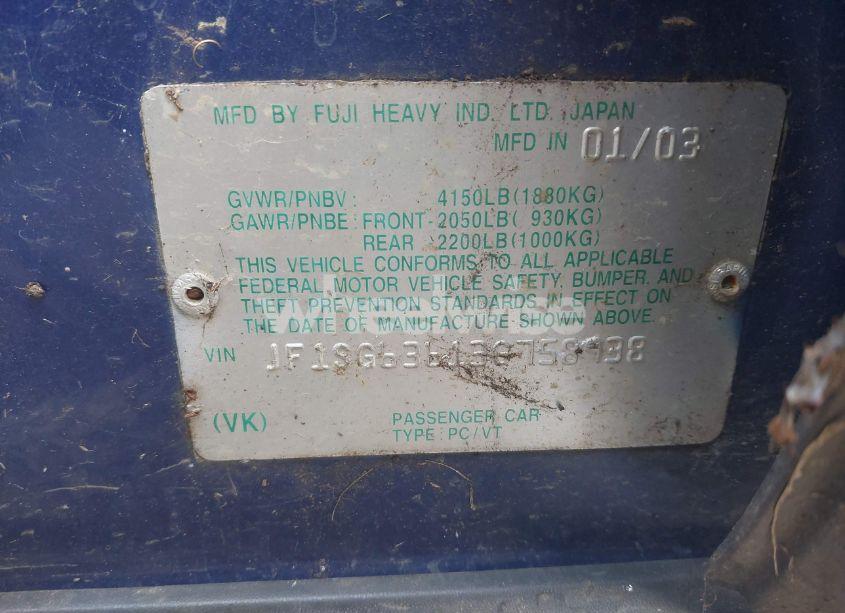 MFD BY FUJI HEAVY IND. LTD. JAPAN
MFD IN 01/03
GVWR/PNBV: 4150LB(1880KG)
GAWR/PNBE FRONT-2050LB( 930KG)
REAR 2200LB(1000KG)
THIS VEHICLE CONFORMS TO ALL APPLICABLE
FEDERAL MOTOR VEHICLE SAFETY, BUMPER, AND
THEFT PREVENTION STANDARDS IN EFFECT ON
THE DATE OF MANUFACTURE SHOWN ABOVE.
VIN JF1SG63613G758938
(VK) PASSENGER CAR
TYPE: PC/VT